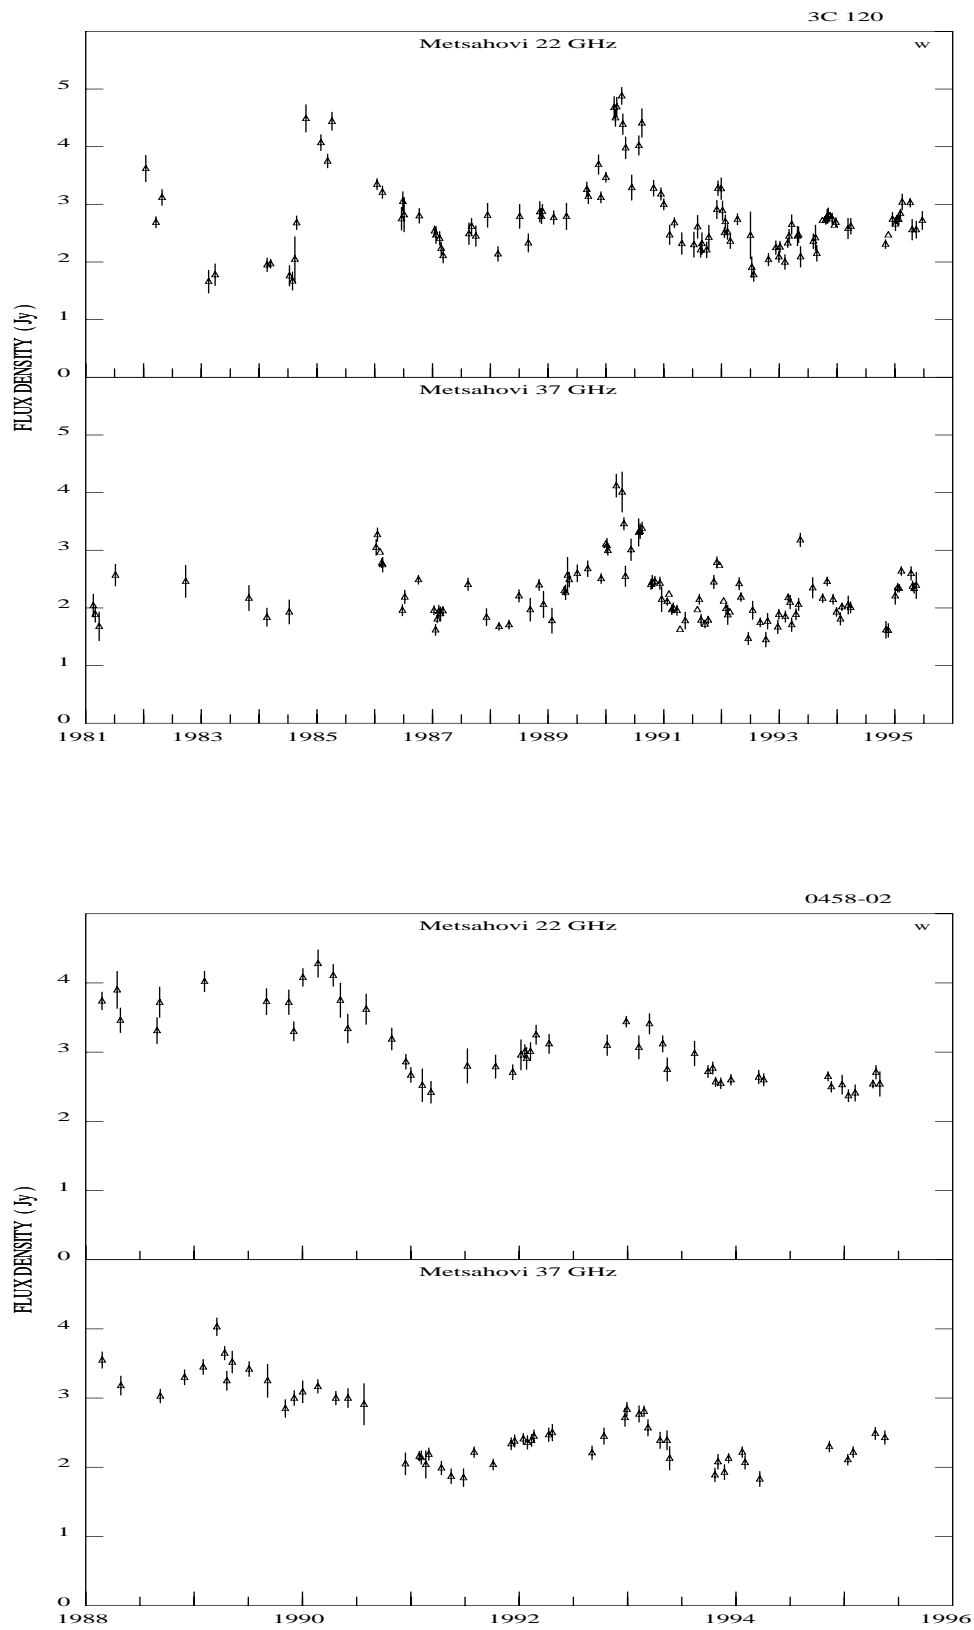 3C 120
Metsahovi 22 GHz
w
5
4
3
2
1
0
FLUX DENSITY (Jy)
Metsahovi 37 GHz
5
4
3
2
1
0
1981 1983 1985 1987 1989 1991 1993 1995
0458-02
Metsahovi 22 GHz
w
4
3
2
1
0
FLUX DENSITY (Jy)
Metsahovi 37 GHz
4
3
2
1
0
1988 1990 1992 1994 1996